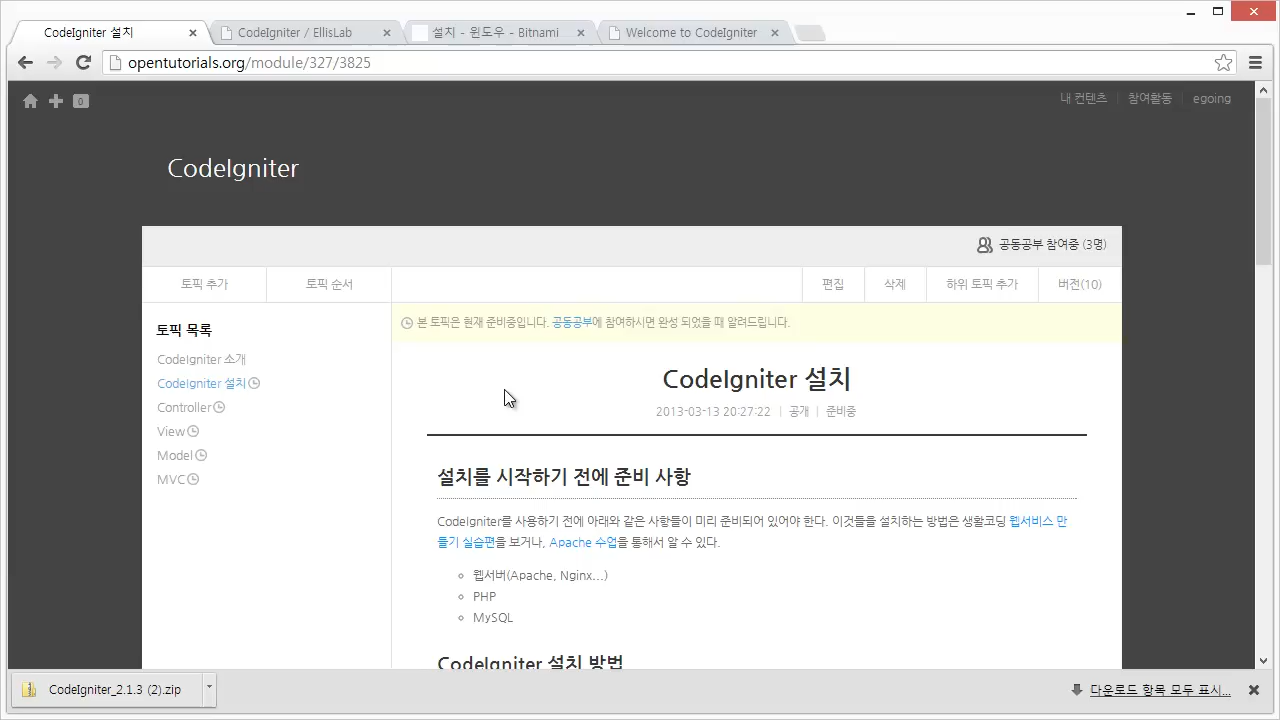 CodeIgniter 설치
CodeIgniter / EllisLab
설치 - 윈도우 - Bitnami
Welcome to CodeIgniter
opentutorials.org/module/327/3825
0
내 컨텐츠 | 참여활동 | egoing
CodeIgniter
공동공부 참여중 (3명)
토픽 추가
토픽 순서
편집
삭제
하위 토픽 추가
버전(10)
토픽 목록
CodeIgniter 소개
CodeIgniter 설치
Controller
View
Model
MVC
본 토픽은 현재 준비중입니다. 공동공부에 참여하시면 완성 되었을 때 알려드립니다.
CodeIgniter 설치
2013-03-13 20:27:22 | 공개 | 준비중
설치를 시작하기 전에 준비 사항
CodeIgniter를 사용하기 전에 아래와 같은 사항들이 미리 준비되어 있어야 한다. 이것들을 설치하는 방법은 생활코딩 웹서비스 만
들기 실습편을 보거나, Apache 수업을 통해서 알 수 있다.
웹서버(Apache, Nginx...)
PHP
MySQL
CodeIgniter 설치 방법
CodeIgniter_2.1.3 (2).zip
다운로드 항목 모두 표시...